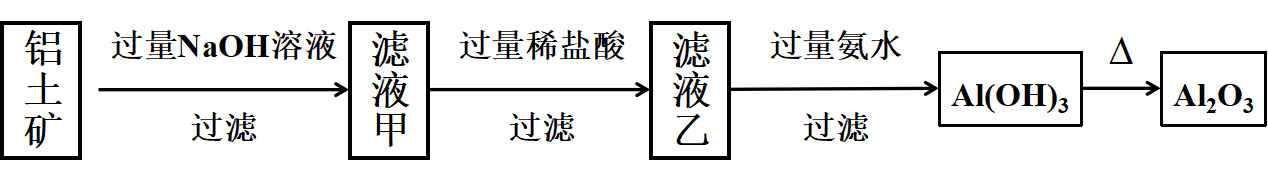 铝土矿
过量NaOH溶液
过滤
滤液甲
过量稀盐酸
过滤
滤液乙
过量氨水
过滤
Al(OH)₃
Δ
Al₂O₃